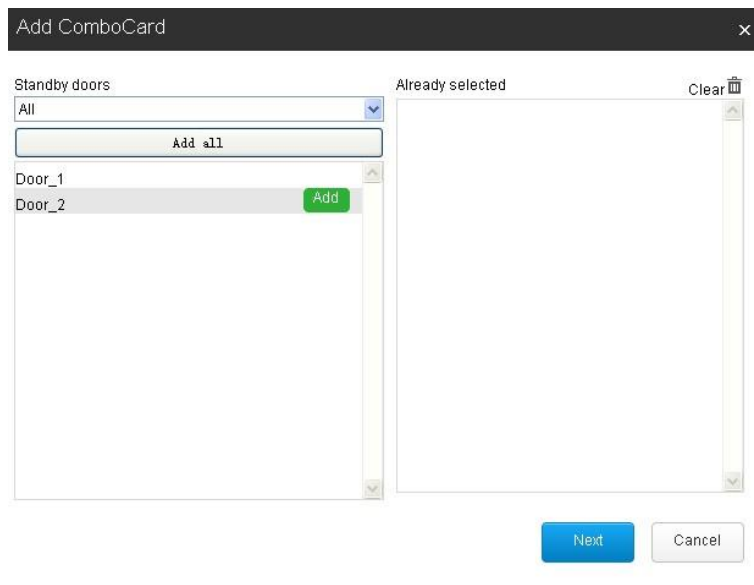 Add ComboCard
Standby doors
All
Add all
Door_1
Door_2 Add
Already selected Clear
Next Cancel